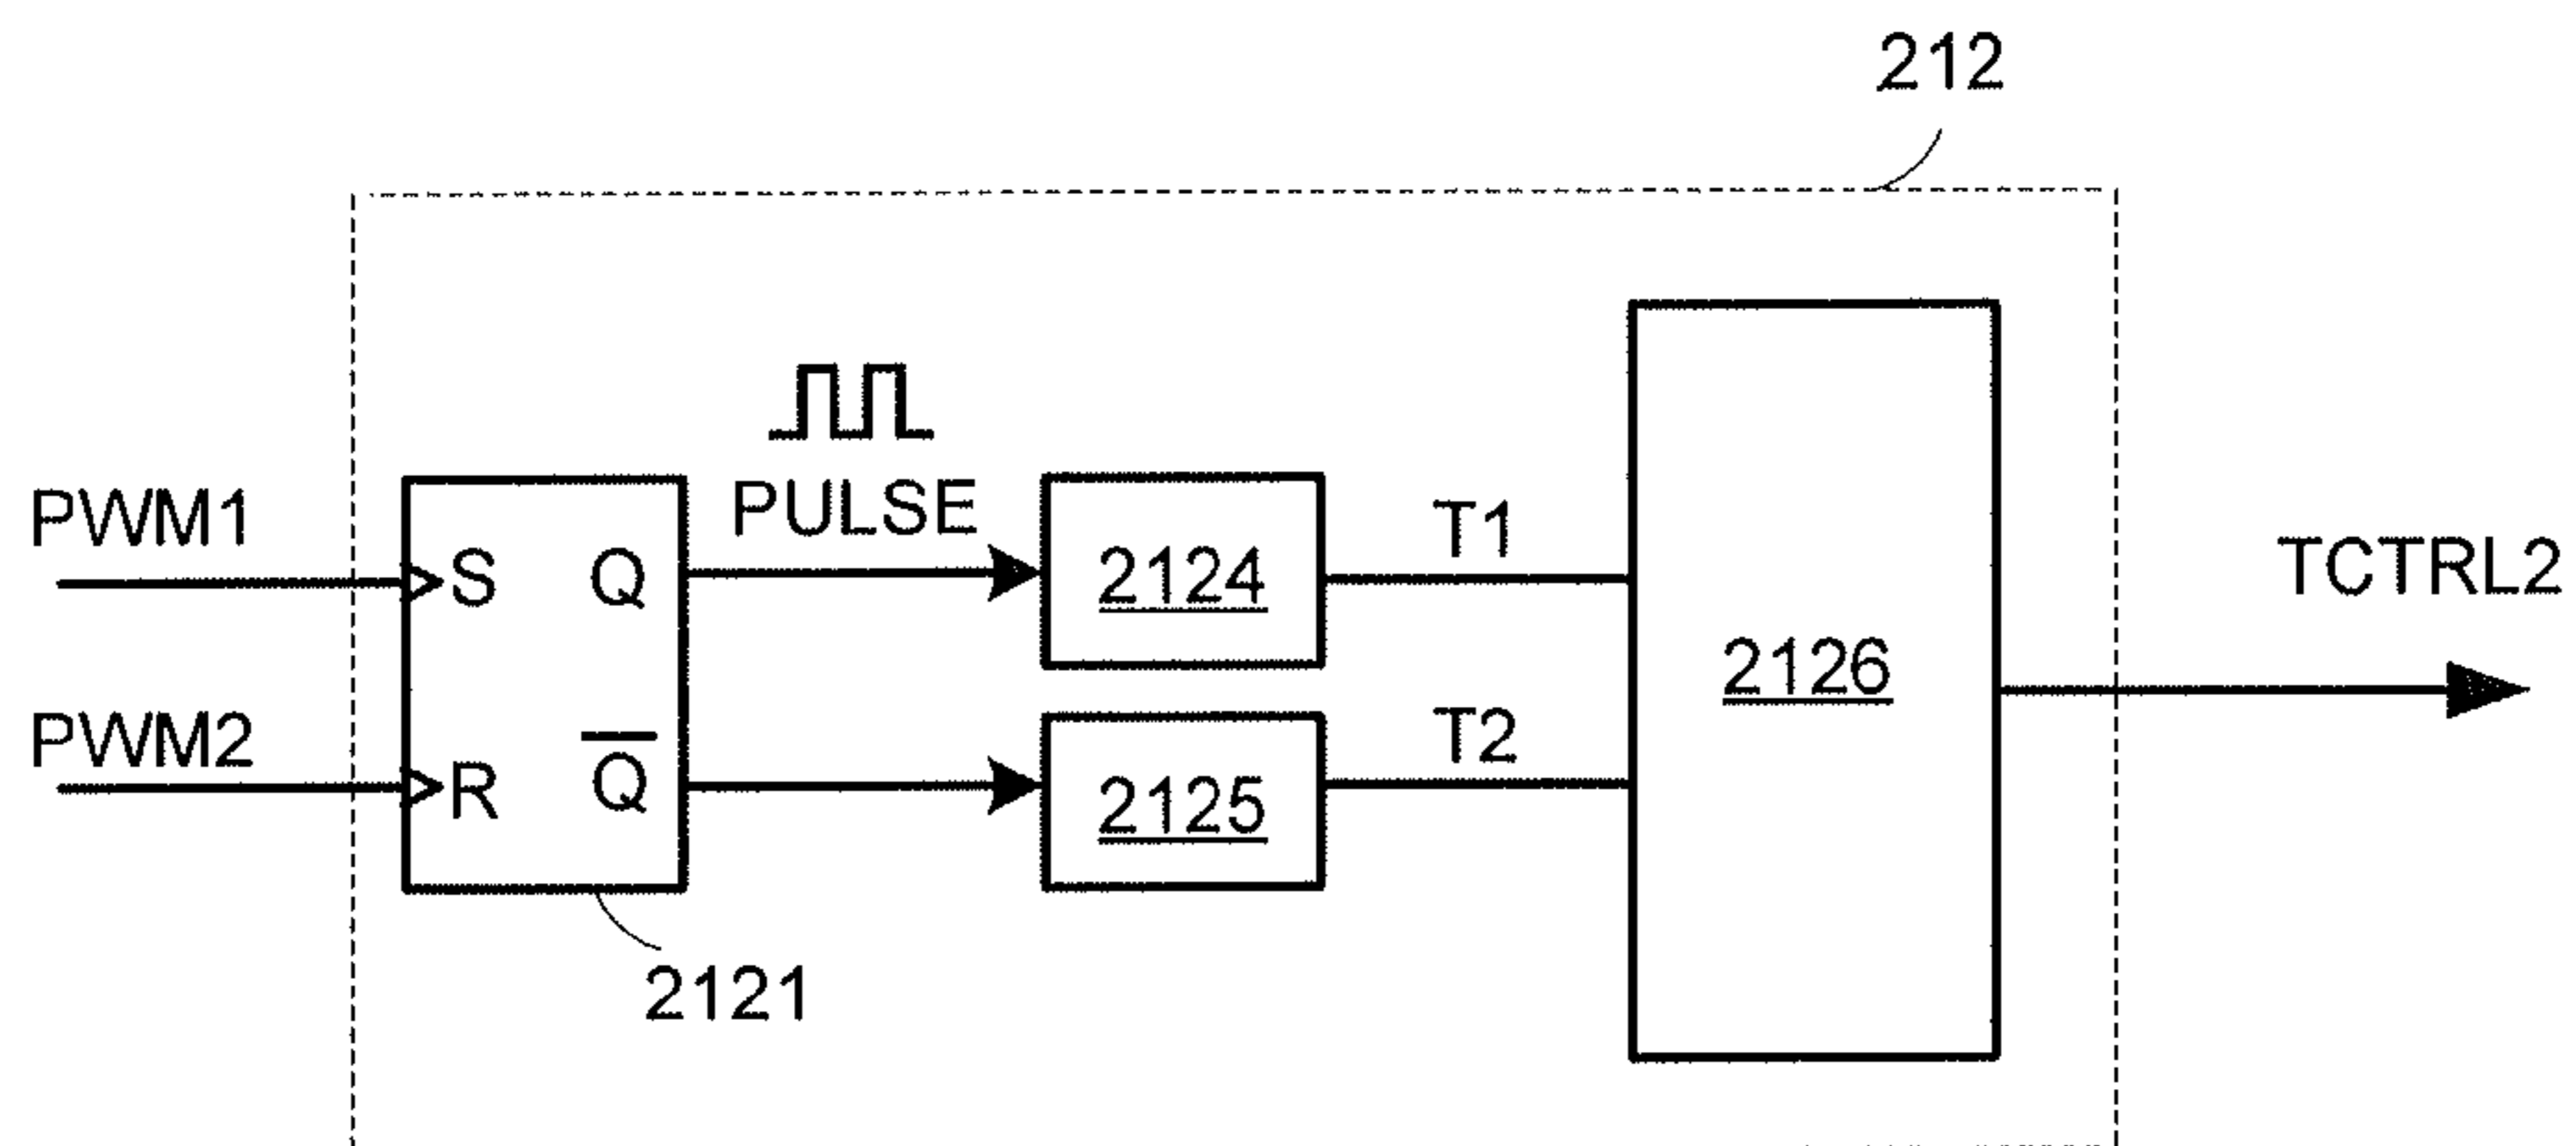 212
PULSE
PWM1
S
Q
2124
T1
TCTRL2
2126
PWM2
R
Q
2125
T2
2121